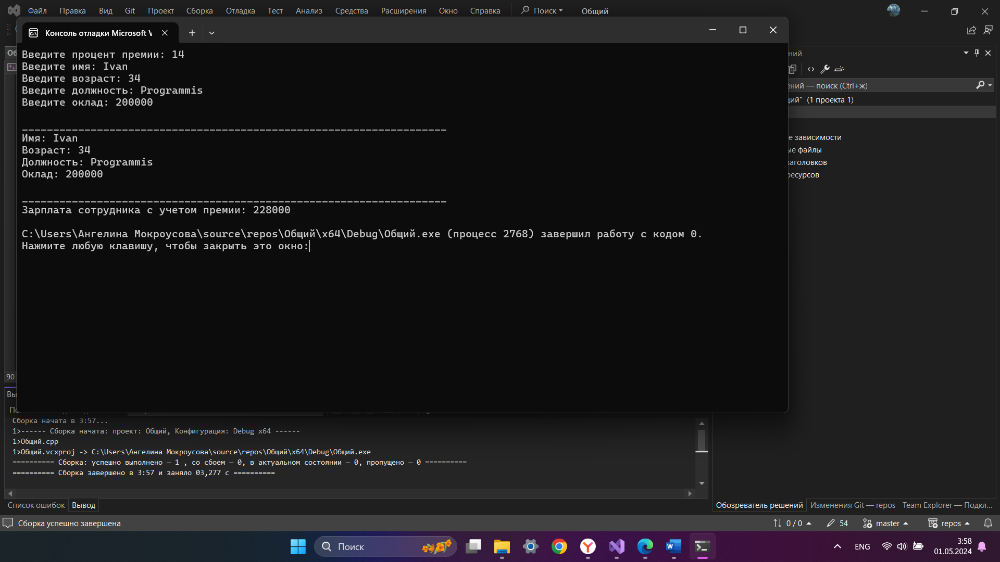 Файл Правка Вид Git Проект Сборка Отладка Тест Анализ Средства Расширения Окно Справка Поиск Общий
Консоль отладки Microsoft V
Введите процент премии: 14
Введите имя: Ivan
Введите возраст: 34
Введите должность: Programmis
Введите оклад: 200000
____________________________________________________________________
Имя: Ivan
Возраст: 34
Должность: Programmis
Оклад: 200000
____________________________________________________________________
Зарплата сотрудника с учетом премии: 228000
C:\Users\Ангелина Мокроусова\source\repos\Общий\x64\Debug\Общий.exe (процесс 2768) завершил работу с кодом 0.
Нажмите любую клавишу, чтобы закрыть это окно:
ний
ений — поиск (Ctrl+ж)
щий" (1 проекта 1)
е зависимости
ые файлы
заголовков
ресурсов
90
Вы
Сборка начата в 3:57...
1>------ Сборка начата: проект: Общий, Конфигурация: Debug x64 ------
1>Общий.cpp
1>Общий.vcxproj -> C:\Users\Ангелина Мокроусова\source\repos\Общий\x64\Debug\Общий.exe
========== Сборка: успешно выполнено — 1 , со сбоем — 0, в актуальном состоянии — 0, пропущено — 0 ==========
========== Сборка завершено в 3:57 и заняло 03,277 с ==========
Список ошибок Вывод
Обозреватель решений Изменения Git — repos Team Explorer — Подкл...
Сборка успешно завершена
0 / 0 54 master repos
Поиск
ENG
3:58
01.05.2024